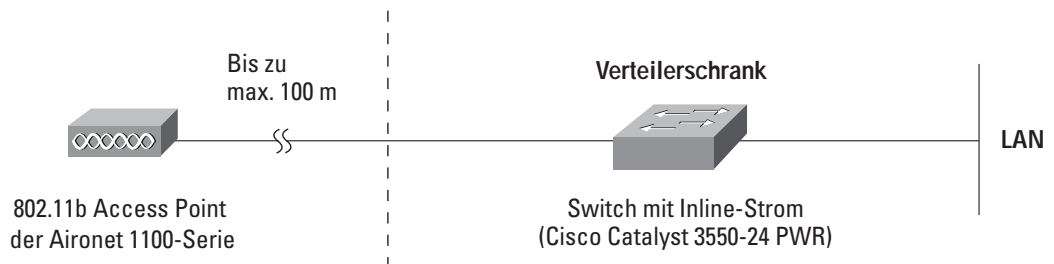 Bis zu
max. 100 m
Verteilerschrank
LAN
802.11b Access Point
der Aironet 1100-Serie
Switch mit Inline-Strom
(Cisco Catalyst 3550-24 PWR)